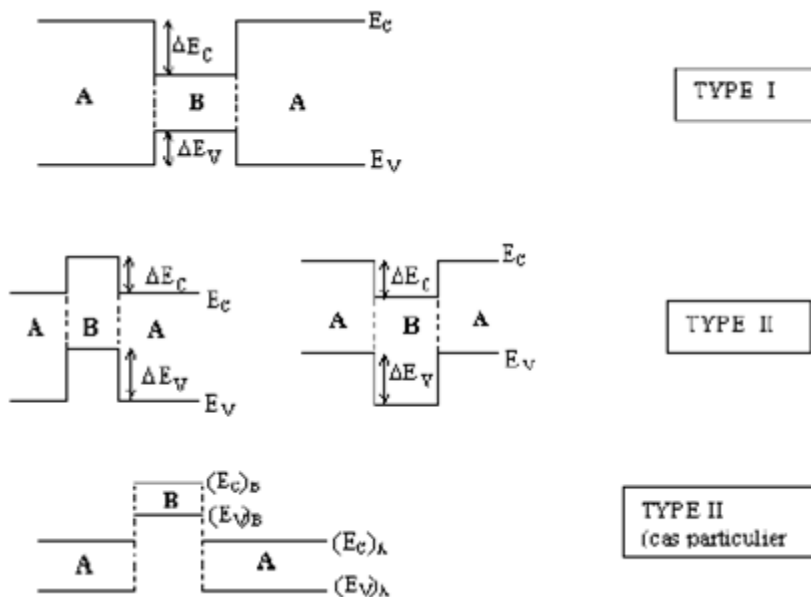 E_C
ΔE_C
A B A
TYPE I
ΔE_V
E_V
ΔE_C
E_C
A B A
ΔE_V
E_V
E_C
ΔE_C
A B A
E_V
ΔE_V
TYPE II
(E_C)_B
B
(E_V)_B
(E_C)_A
A A
(E_V)_A
TYPE II
(cas particulier